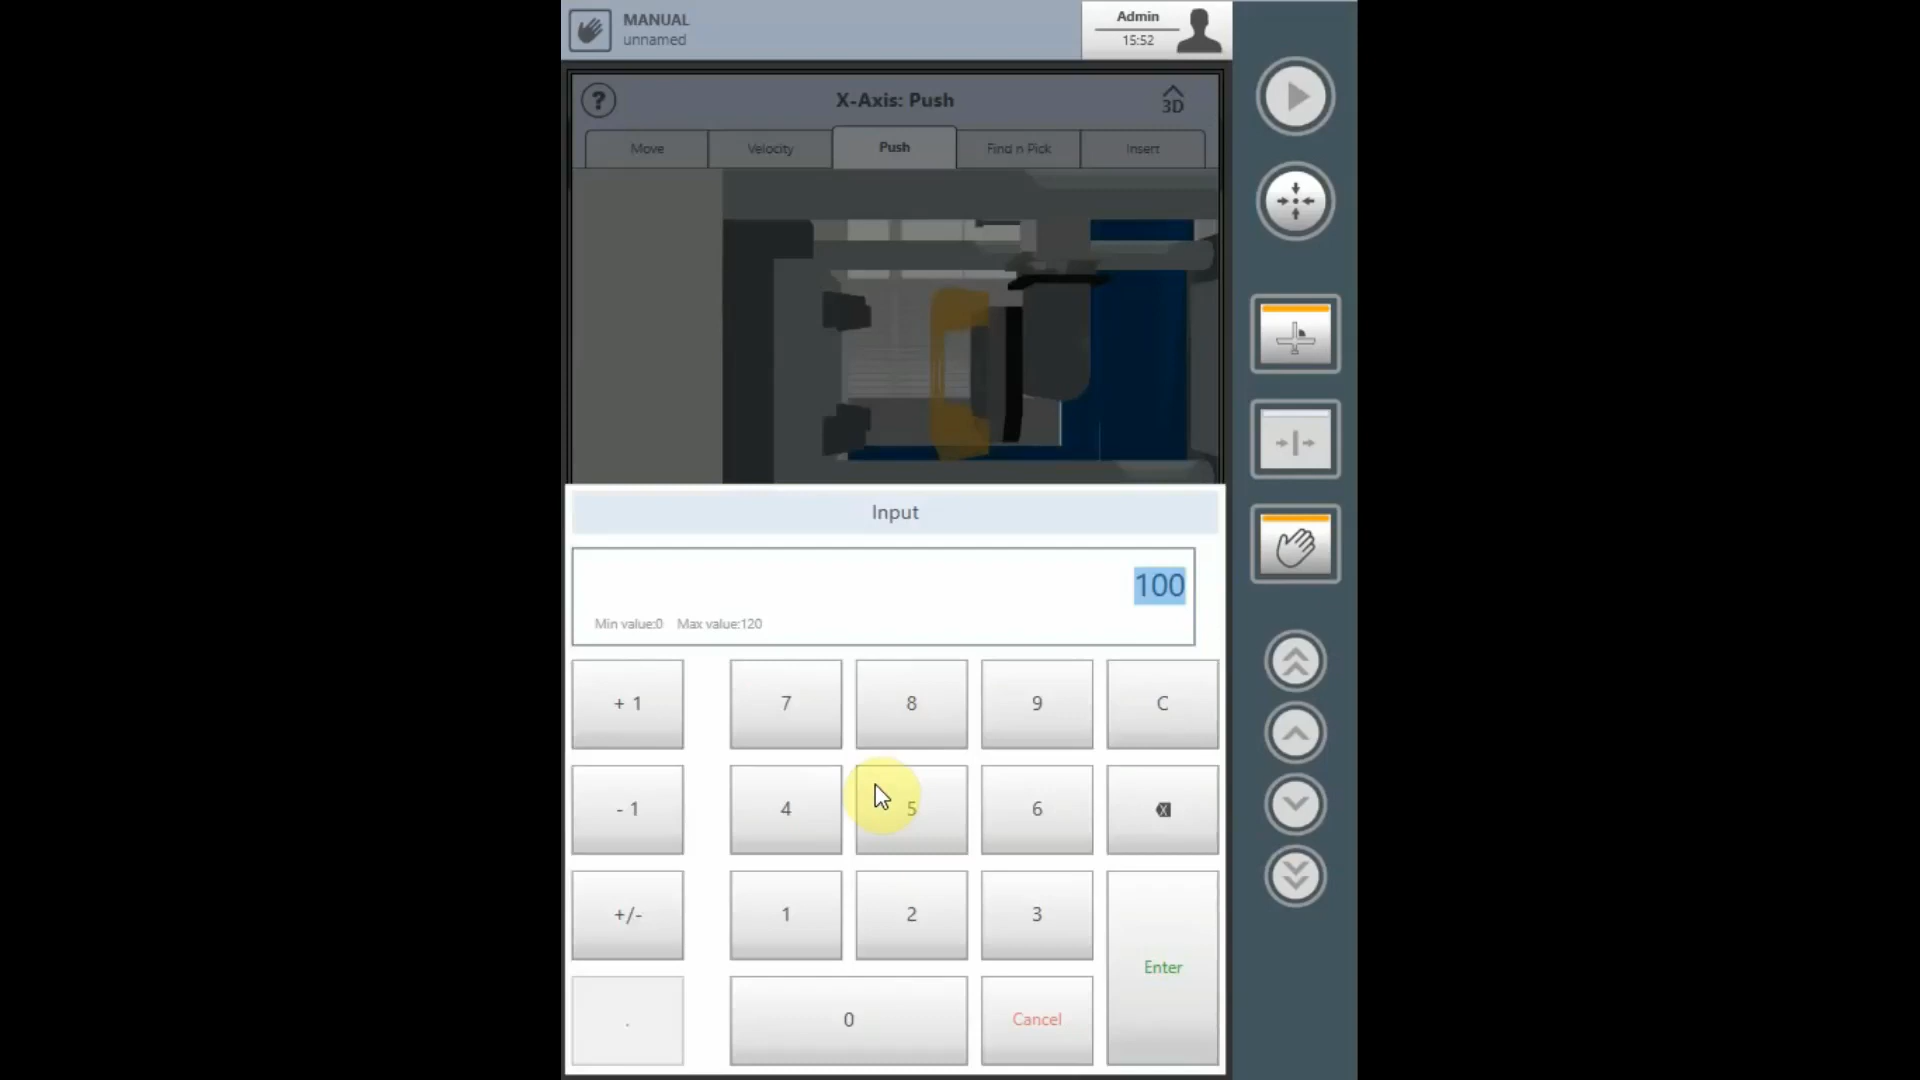 MANUAL
unnamed
Admin
15:52
?
X-Axis: Push
3D
Move Velocity Push Find n Pick Insert
Input
100
Min value:0 Max value:120
+ 1 7 8 9 C
- 1 4 5 6 X
+/- 1 2 3
Enter
. 0 Cancel